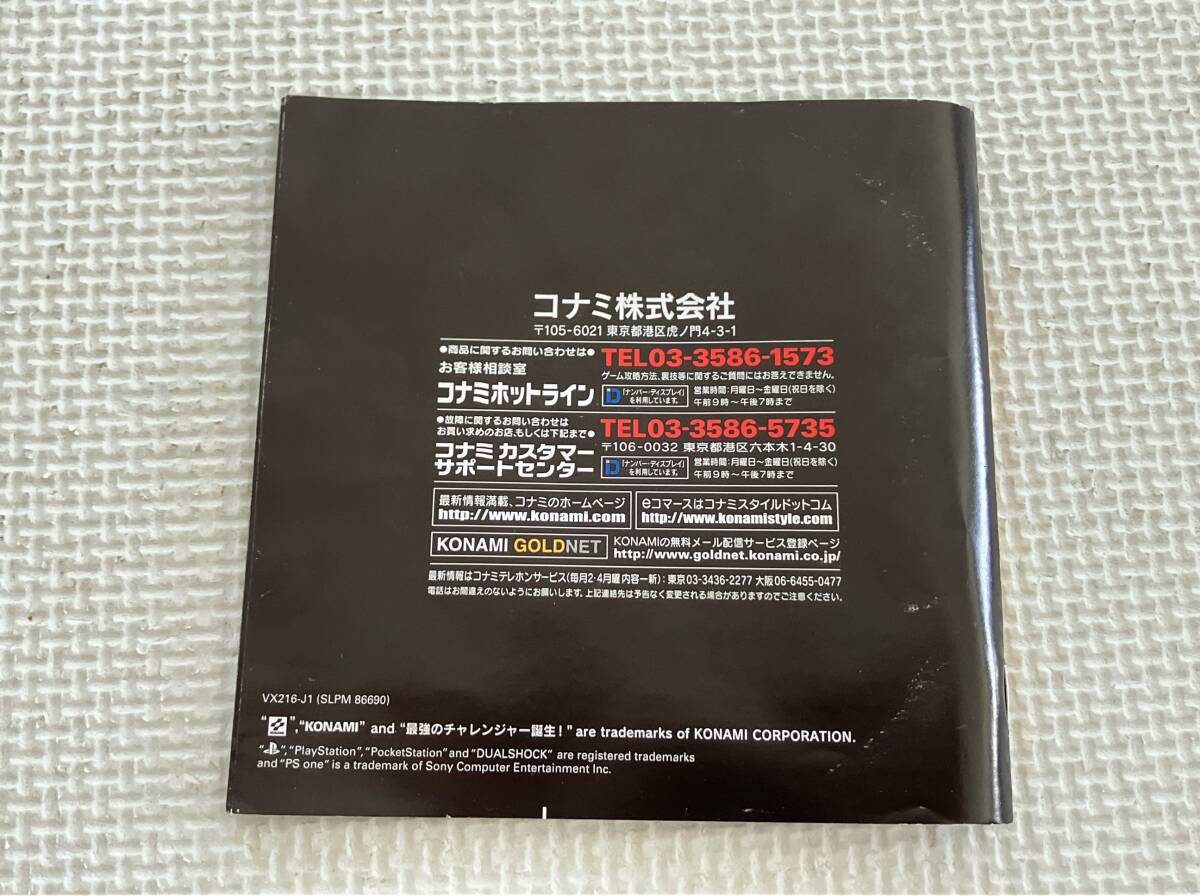 コナミ株式会社
〒105-6021 東京都港区虎ノ門4-3-1
●商品に関するお問い合わせは●
お客様相談室
コナミホットライン
TEL03-3586-1573
ゲーム攻略方法、裏技等に関するご質問にはお答えできません。
「ナンバー・ディスプレイ」
を利用しています。
営業時間:月曜日〜金曜日(祝日を除く)
午前9時〜午後7時まで
●故障に関するお問い合わせは
お買い求めのお店、もしくは下記まで●
コナミ カスタマー
サポートセンター
TEL03-3586-5735
〒106-0032 東京都港区六本木1-4-30
「ナンバー・ディスプレイ」
を利用しています。
営業時間:月曜日〜金曜日(祝日を除く)
午前9時〜午後7時まで
最新情報満載、コナミのホームページ
http://www.konami.com
eコマースはコナミスタイルドットコム
http://www.konamistyle.com
KONAMI GOLDNET
KONAMIの無料メール配信サービス登録ページ
http://www.goldnet.konami.co.jp/
最新情報はコナミテレホンサービス(毎月2・4月曜 内容一新):東京03-3436-2277 大阪06-6455-0477
電話はお間違えのないようにお願いします。上記連絡先は予告なく変更される場合がありますのでご注意ください。
VX216-J1 (SLPM 86690)
“ ”,“KONAMI” and “最強のチャレンジャー誕生!” are trademarks of KONAMI CORPORATION.
“ ”, “PlayStation”, “PocketStation” and “DUALSHOCK” are registered trademarks
and “PS one” is a trademark of Sony Computer Entertainment Inc.